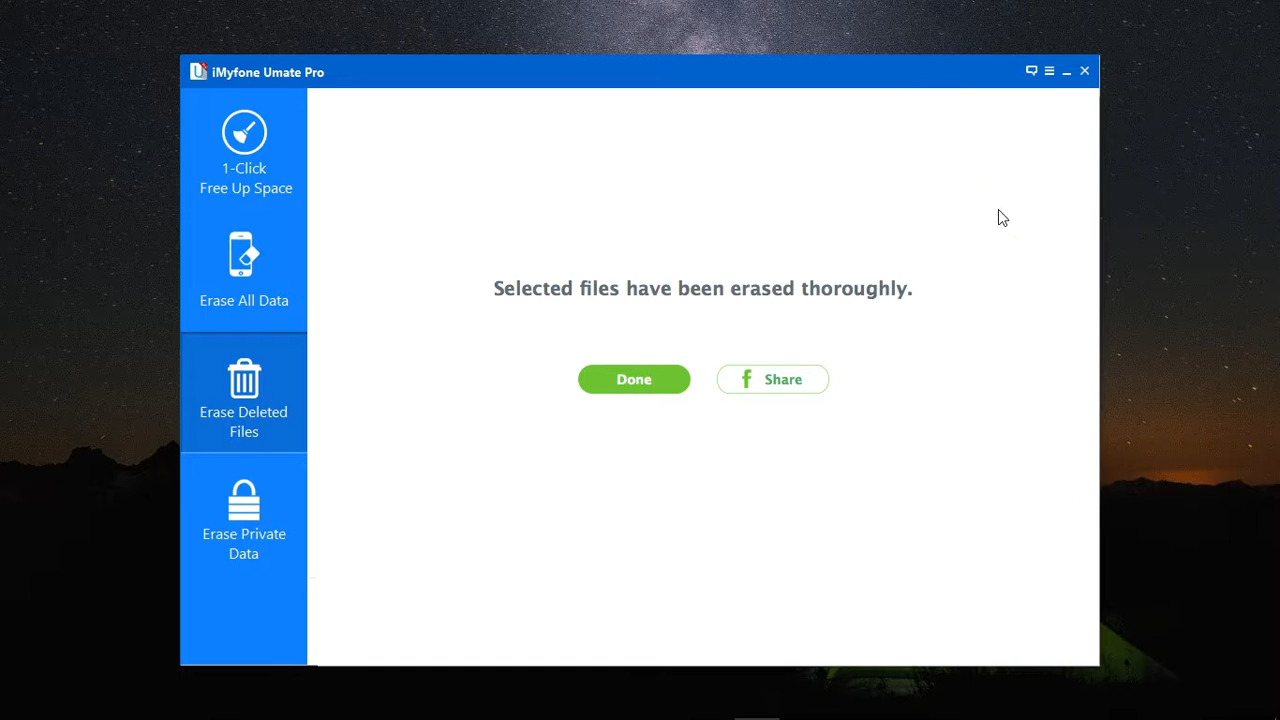 iMyfone Umate Pro
1-Click
Free Up Space
Erase All Data
Erase Deleted
Files
Erase Private
Data
Selected files have been erased thoroughly.
Done
f Share